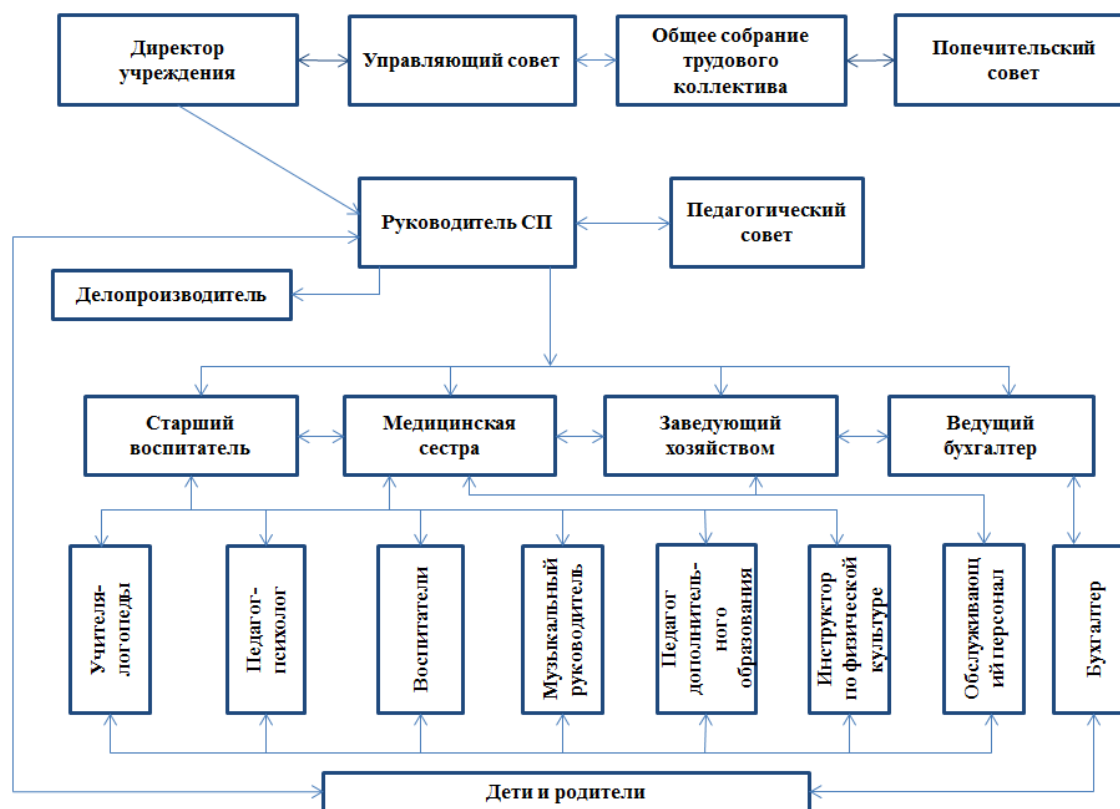 Директор
учреждения
Управляющий совет
Общее собрание
трудового
коллектива
Попечительский
совет
Руководитель СП
Педагогический
совет
Делопроизводитель
Старший
воспитатель
Медицинская
сестра
Заведующий
хозяйством
Ведущий
бухгалтер
Учителя-
логопеды
Педагог-
психолог
Воспитатели
Музыкальный
руководитель
Педагог
дополнитель-
ного
образования
Инструктор
по физической
культуре
Обслуживающ
ий персонал
Бухгалтер
Дети и родители